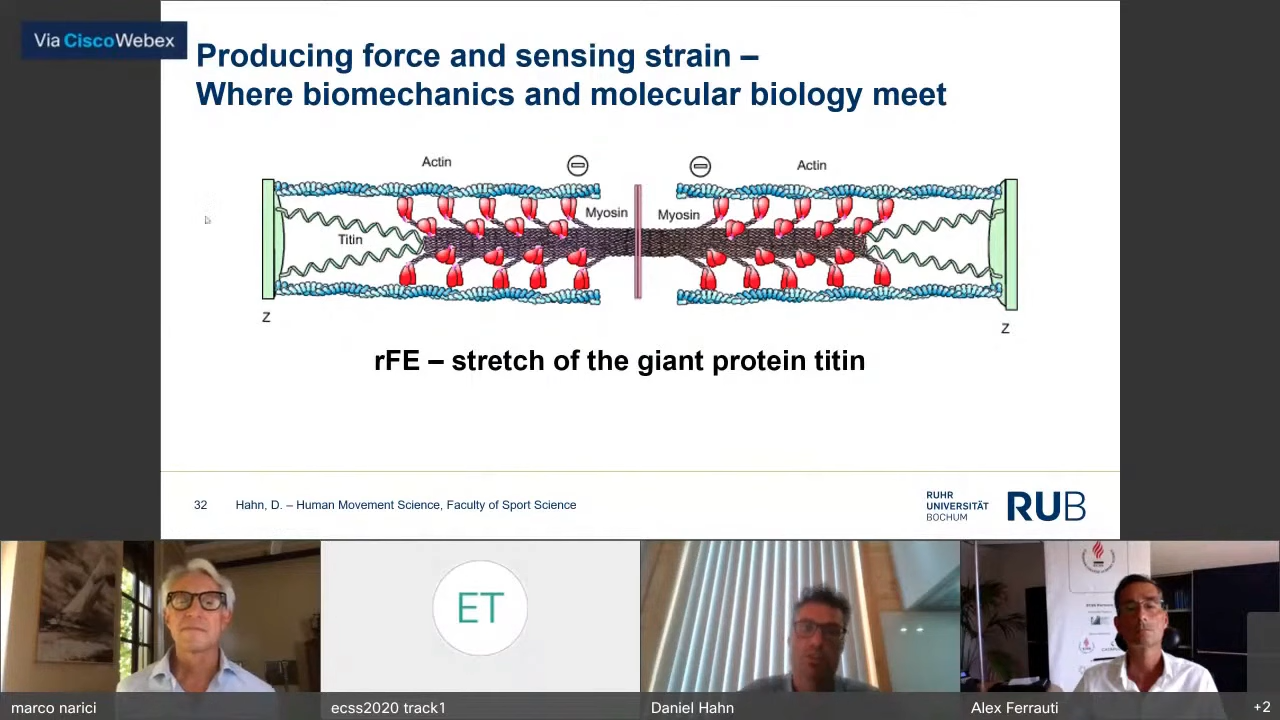 Via CiscoWebex
Producing force and sensing strain –
Where biomechanics and molecular biology meet
Actin
Actin
Myosin
Myosin
Titin
Z
Z
rFE – stretch of the giant protein titin
32 Hahn, D. – Human Movement Science, Faculty of Sport Science
RUHR
UNIVERSITÄT
BOCHUM
RUB
ET
marco narici
ecss2020 track1
Daniel Hahn
Alex Ferrauti
+2